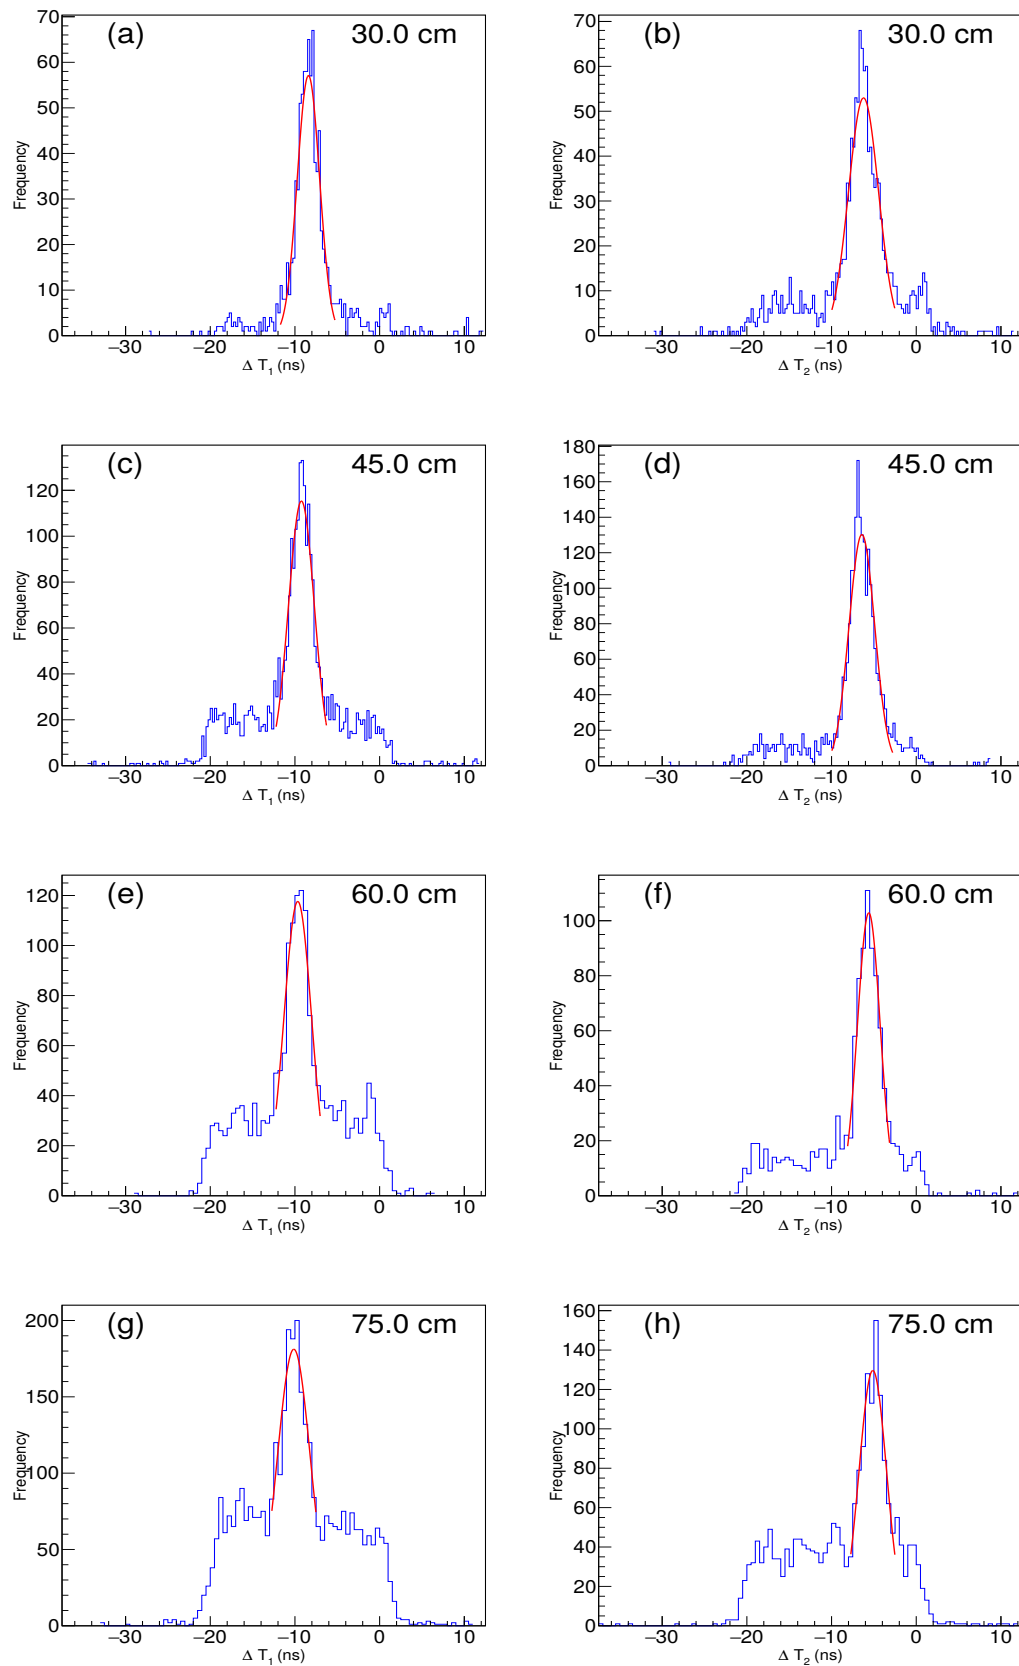 (a) 30.0 cm
70
60
50
40
30
20
10
0
Frequency
−30 −20 −10 0 10
Δ T1 (ns)
(b) 30.0 cm
70
60
50
40
30
20
10
0
Frequency
−30 −20 −10 0 10
Δ T2 (ns)
(c) 45.0 cm
120
100
80
60
40
20
0
Frequency
−30 −20 −10 0 10
Δ T1 (ns)
(d) 45.0 cm
180
160
140
120
100
80
60
40
20
0
Frequency
−30 −20 −10 0 10
Δ T2 (ns)
(e) 60.0 cm
120
100
80
60
40
20
0
Frequency
−30 −20 −10 0 10
Δ T1 (ns)
(f) 60.0 cm
100
80
60
40
20
0
Frequency
−30 −20 −10 0 10
Δ T2 (ns)
(g) 75.0 cm
200
150
100
50
0
Frequency
−30 −20 −10 0 10
Δ T1 (ns)
(h) 75.0 cm
160
140
120
100
80
60
40
20
0
Frequency
−30 −20 −10 0 10
Δ T2 (ns)